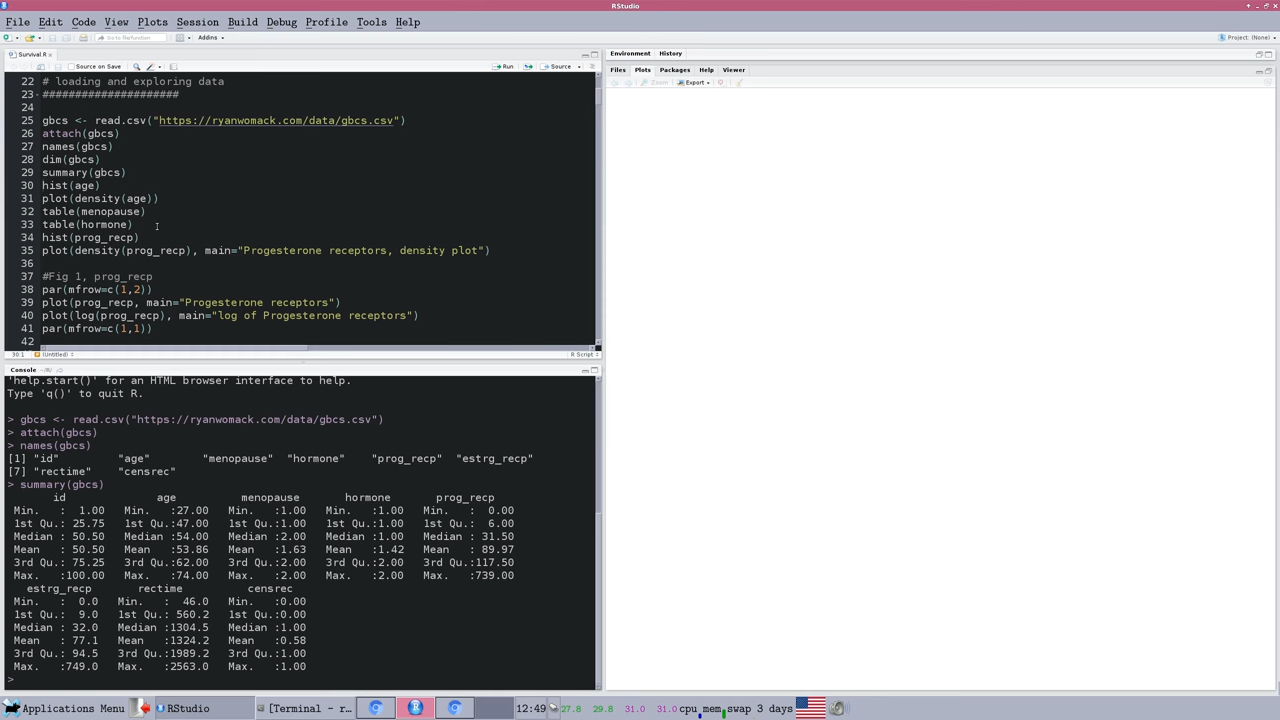 RStudio
File Edit Code View Plots Session Build Debug Profile Tools Help
Go to file/function Addins Project: (None)
Survival.R Environment History
Source on Save Run Source Files Plots Packages Help Viewer
Zoom Export
22 # loading and exploring data
23 #####################
24
25 gbcs <- read.csv("https://ryanwomack.com/data/gbcs.csv")
26 attach(gbcs)
27 names(gbcs)
28 dim(gbcs)
29 summary(gbcs)
30 hist(age)
31 plot(density(age))
32 table(menopause)
33 table(hormone)
34 hist(prog_recp)
35 plot(density(prog_recp), main="Progesterone receptors, density plot")
36
37 #Fig 1, prog_recp
38 par(mfrow=c(1,2))
39 plot(prog_recp, main="Progesterone receptors")
40 plot(log(prog_recp), main="log of Progesterone receptors")
41 par(mfrow=c(1,1))
42
30:1 (Untitled) R Script
Console ~/R/
'help.start()' for an HTML browser interface to help.
Type 'q()' to quit R.
> gbcs <- read.csv("https://ryanwomack.com/data/gbcs.csv")
> attach(gbcs)
> names(gbcs)
[1] "id" "age" "menopause" "hormone" "prog_recp" "estrg_recp"
[7] "rectime" "censrec"
> summary(gbcs)
id age menopause hormone prog_recp
Min. : 1.00 Min. :27.00 Min. :1.00 Min. :1.00 Min. : 0.00
1st Qu.: 25.75 1st Qu.:47.00 1st Qu.:1.00 1st Qu.:1.00 1st Qu.: 6.00
Median : 50.50 Median :54.00 Median :2.00 Median :1.00 Median : 31.50
Mean : 50.50 Mean :53.86 Mean :1.63 Mean :1.42 Mean : 89.97
3rd Qu.: 75.25 3rd Qu.:62.00 3rd Qu.:2.00 3rd Qu.:2.00 3rd Qu.:117.50
Max. :100.00 Max. :74.00 Max. :2.00 Max. :2.00 Max. :739.00
estrg_recp rectime censrec
Min. : 0.0 Min. : 46.0 Min. :0.00
1st Qu.: 9.0 1st Qu.: 560.2 1st Qu.:0.00
Median : 32.0 Median :1304.5 Median :1.00
Mean : 77.1 Mean :1324.2 Mean :0.58
3rd Qu.: 94.5 3rd Qu.:1989.2 3rd Qu.:1.00
Max. :749.0 Max. :2563.0 Max. :1.00
>
Applications Menu RStudio [Terminal - r... 12:49 27.8 29.8 31.0 31.0 cpu mem swap 3 days